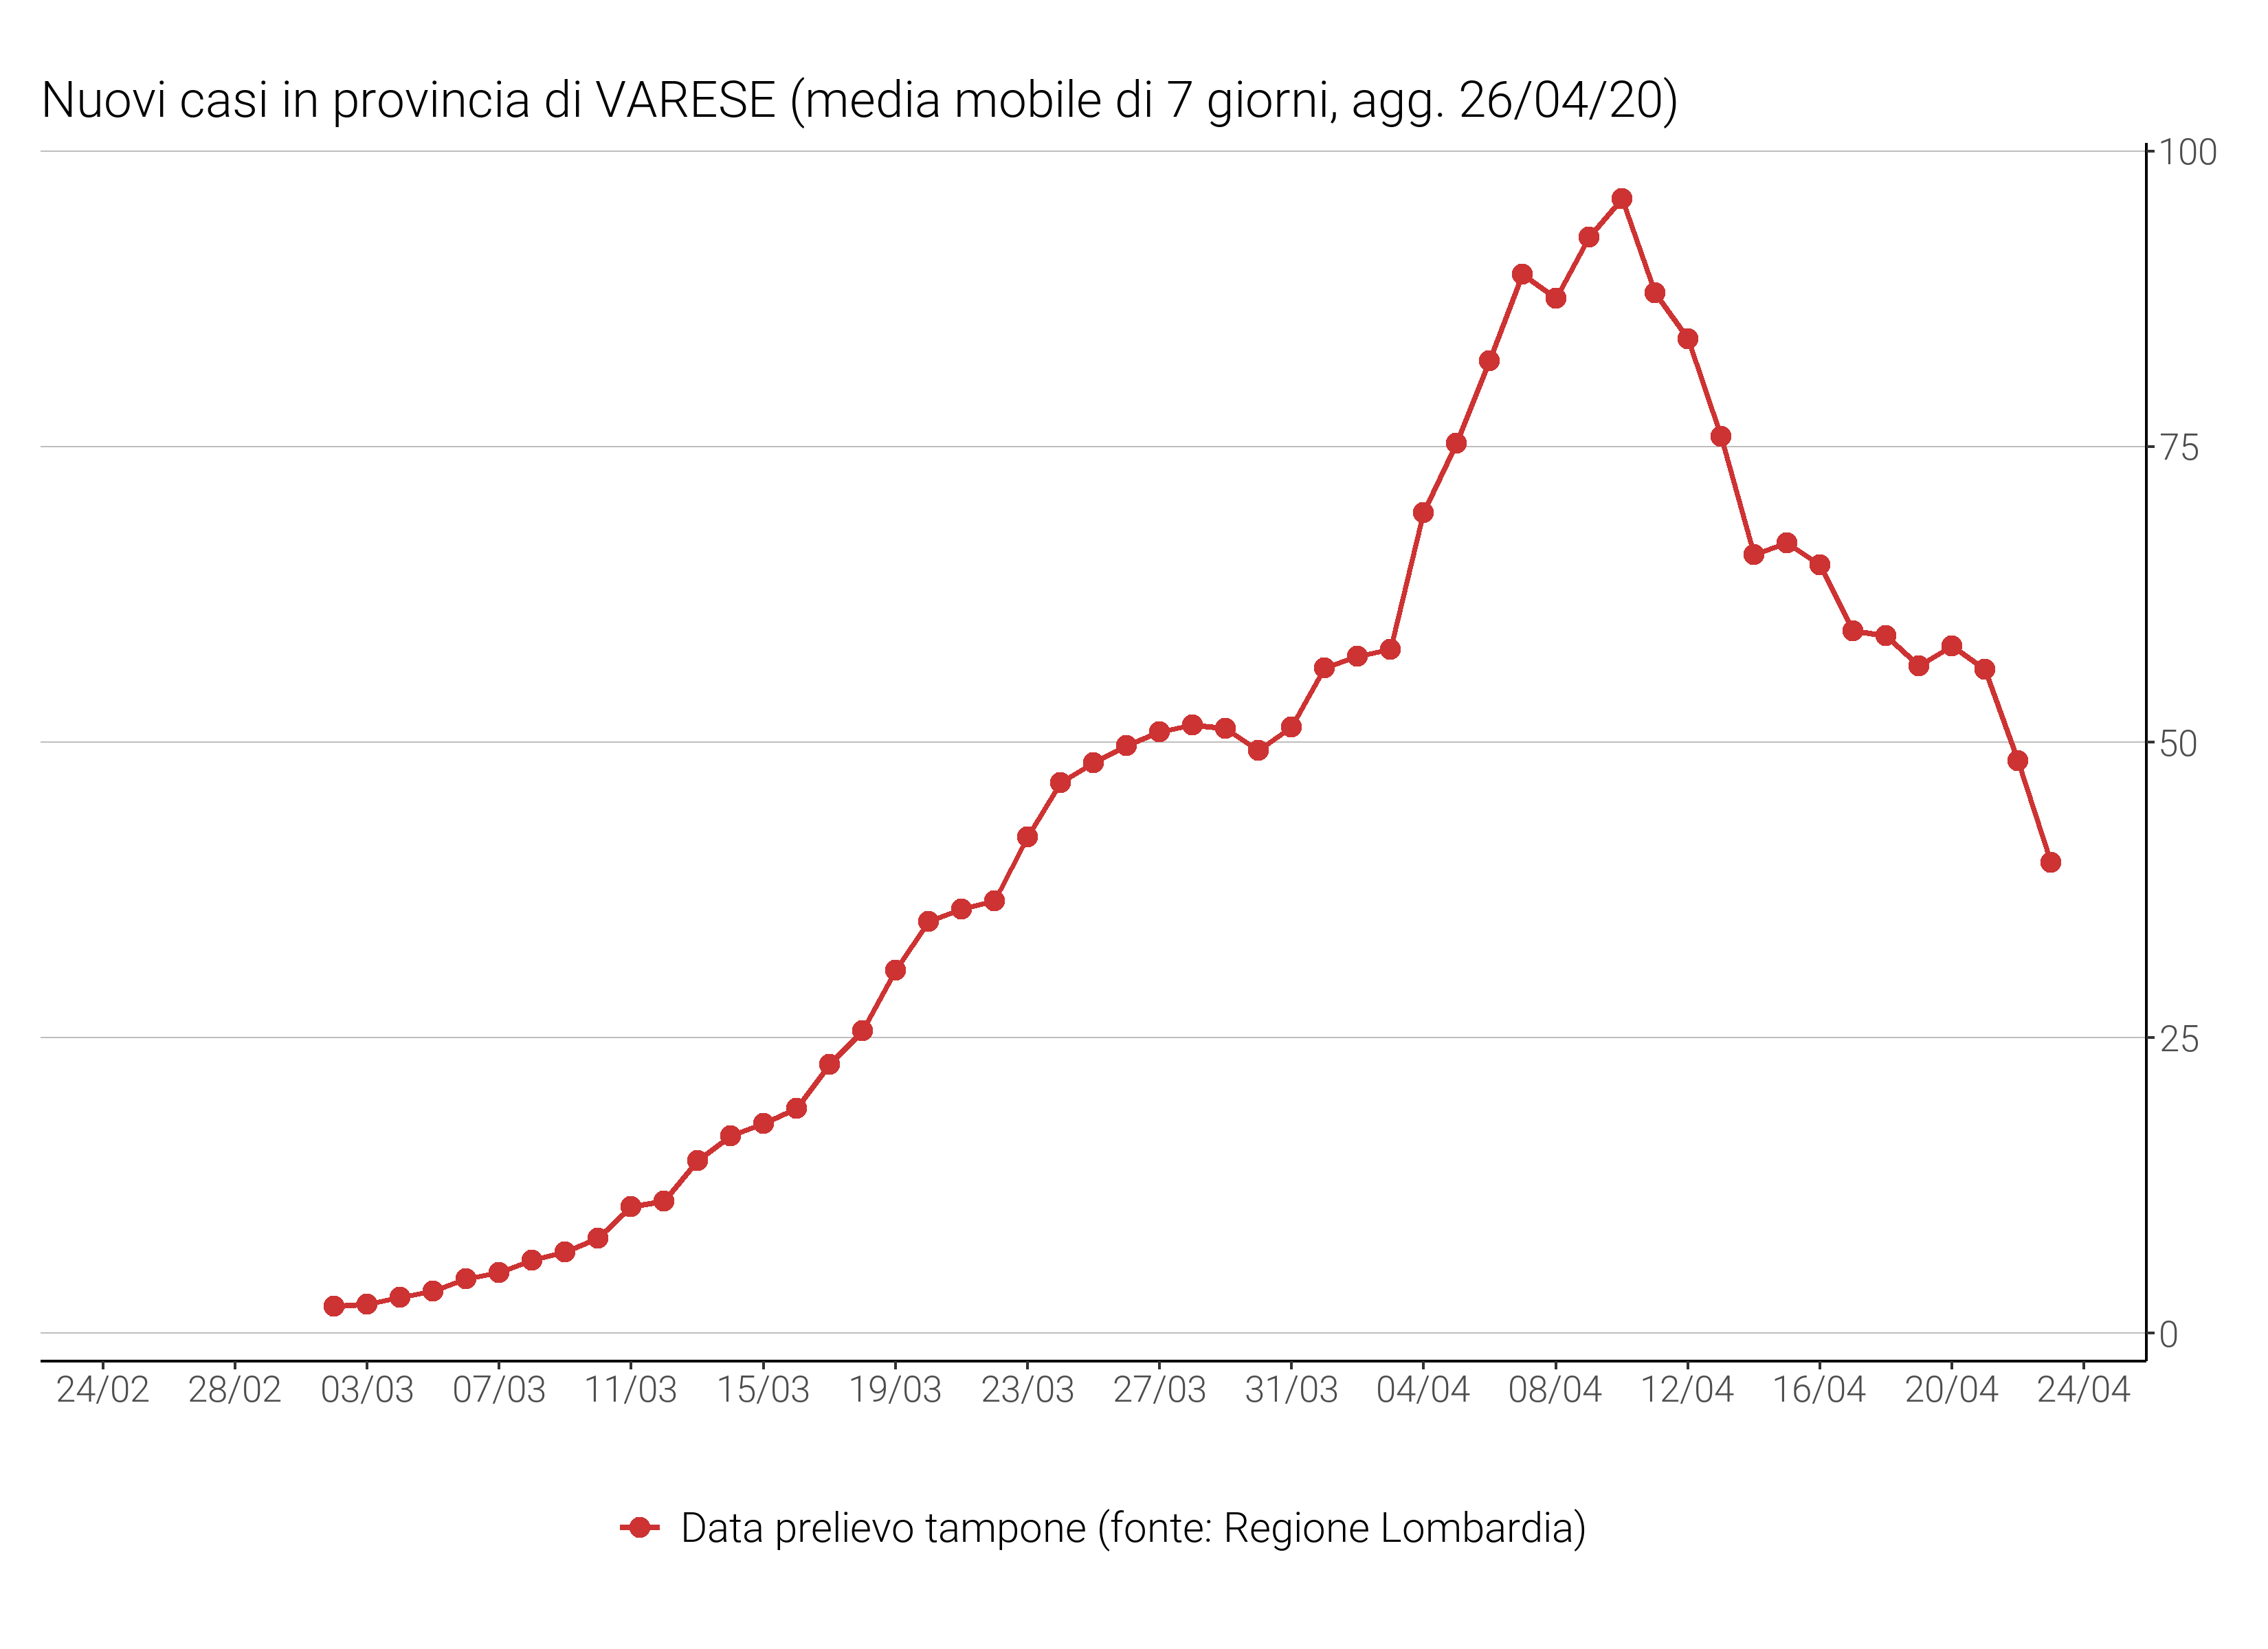 Nuovi casi in provincia di VARESE (media mobile di 7 giorni, agg. 26/04/20)
100
75
50
25
0
24/02 28/02 03/03 07/03 11/03 15/03 19/03 23/03 27/03 31/03 04/04 08/04 12/04 16/04 20/04 24/04
Data prelievo tampone (fonte: Regione Lombardia)